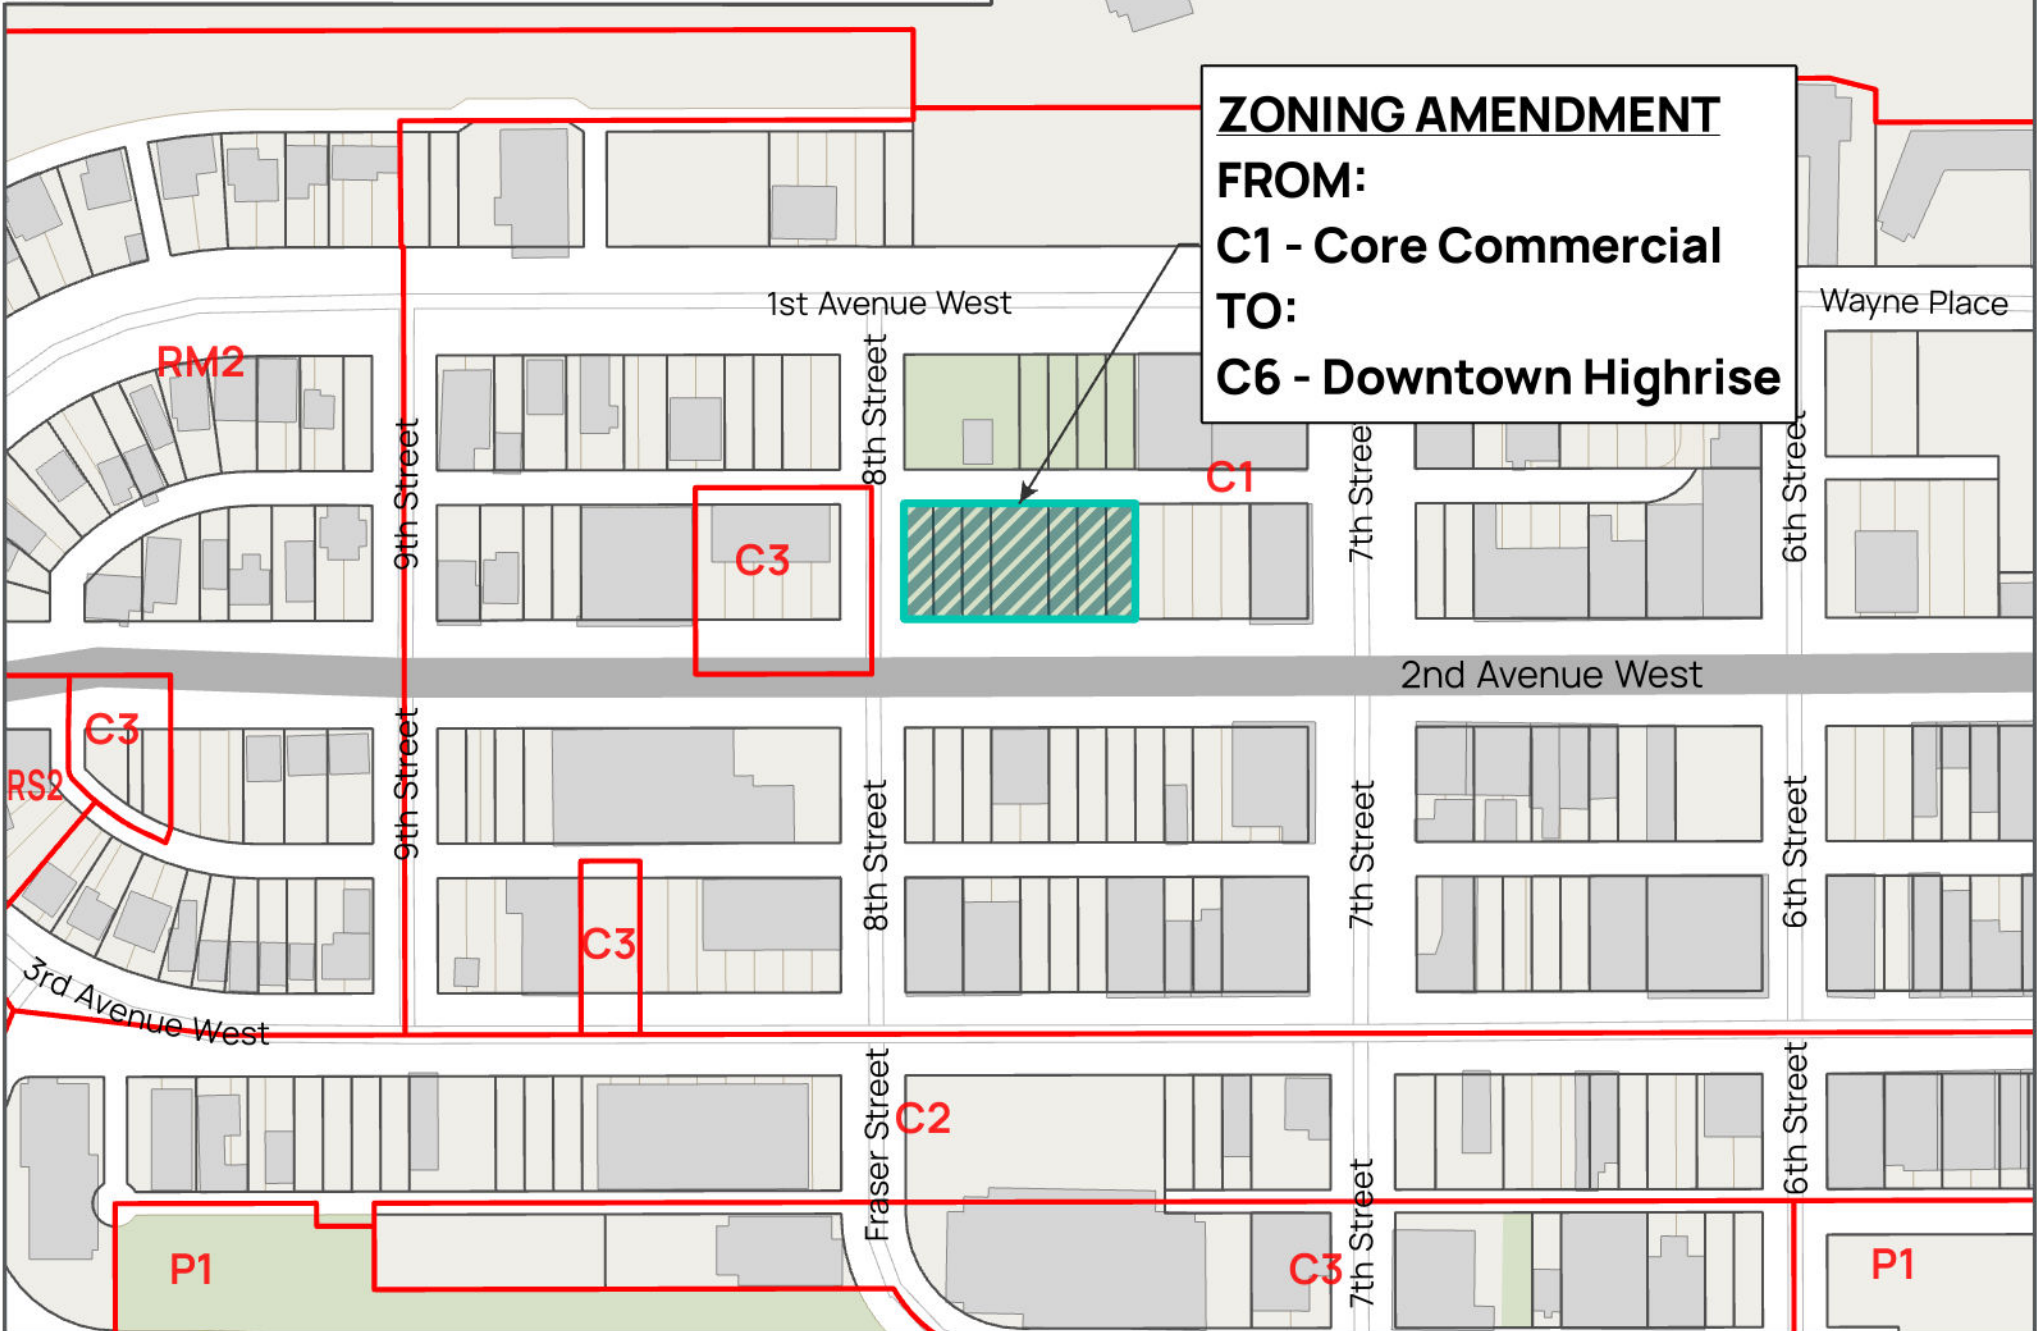 ZONING AMENDMENT
FROM:
C1 - Core Commercial
TO:
C6 - Downtown Highrise
1st Avenue West
Wayne Place
RM2
9th Street
8th Street
7th Street
6th Street
C1
C3
2nd Avenue West
C3
RS2
9th Street
8th Street
7th Street
6th Street
C3
3rd Avenue West
Fraser Street
C2
7th Street
6th Street
P1
C3
P1